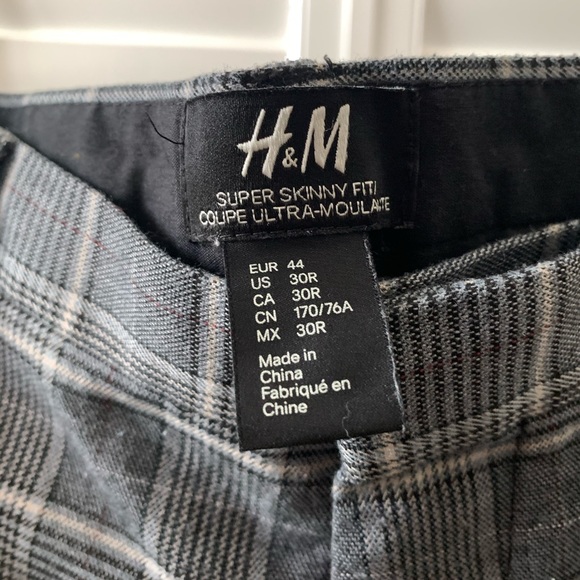 H&M
SUPER SKINNY FIT/
COUPE ULTRA-MOULANTE
EUR 44
US 30R
CA 30R
CN 170/76A
MX 30R
Made in
China
Fabriqué en
Chine